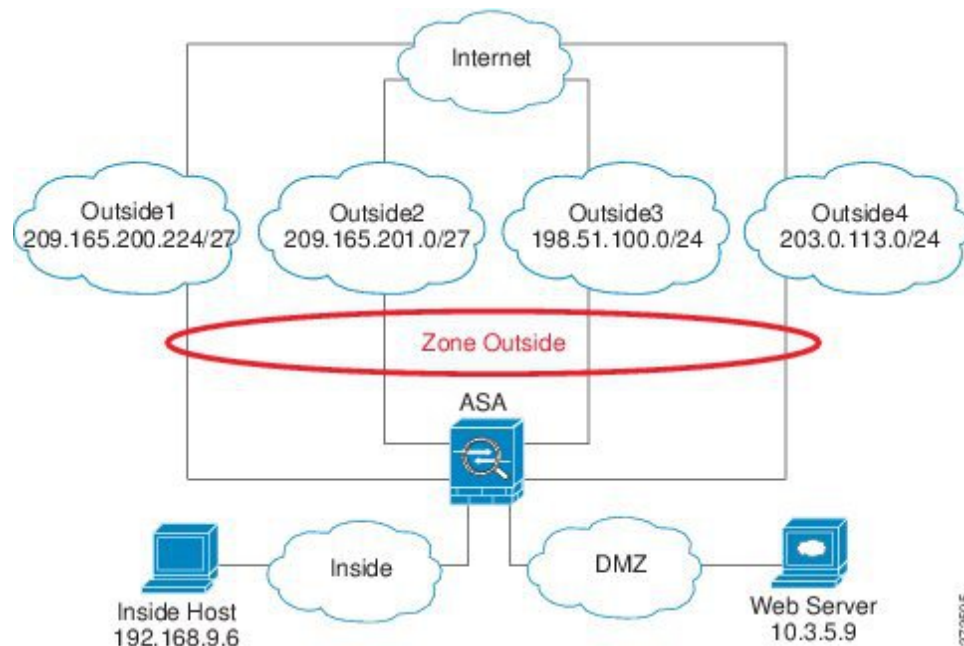 Internet
Outside1
209.165.200.224/27
Outside2
209.165.201.0/27
Outside3
198.51.100.0/24
Outside4
203.0.113.0/24
Zone Outside
ASA
Inside
DMZ
Inside Host
192.168.9.6
Web Server
10.3.5.9